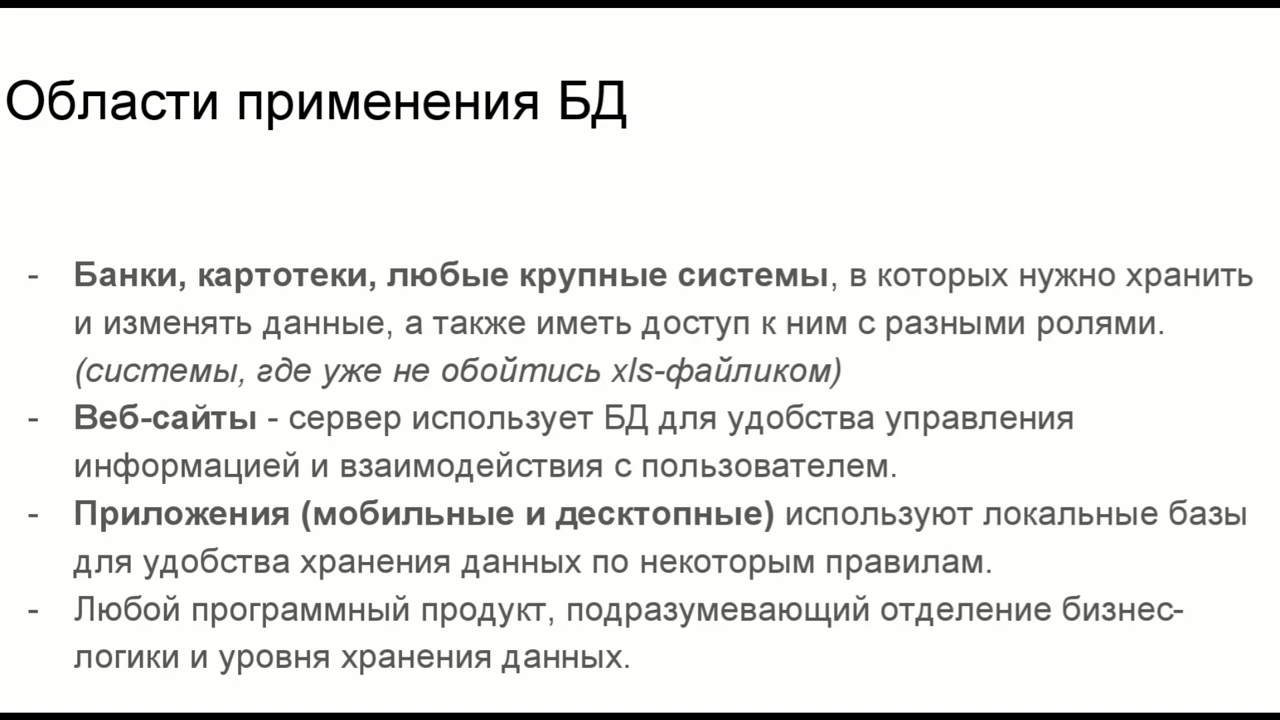 Области применения БД
- Банки, картотеки, любые крупные системы, в которых нужно хранить
и изменять данные, а также иметь доступ к ним с разными ролями.
(системы, где уже не обойтись xls-файликом)
- Веб-сайты - сервер использует БД для удобства управления
информацией и взаимодействия с пользователем.
- Приложения (мобильные и десктопные) используют локальные базы
для удобства хранения данных по некоторым правилам.
- Любой программный продукт, подразумевающий отделение бизнес-
логики и уровня хранения данных.